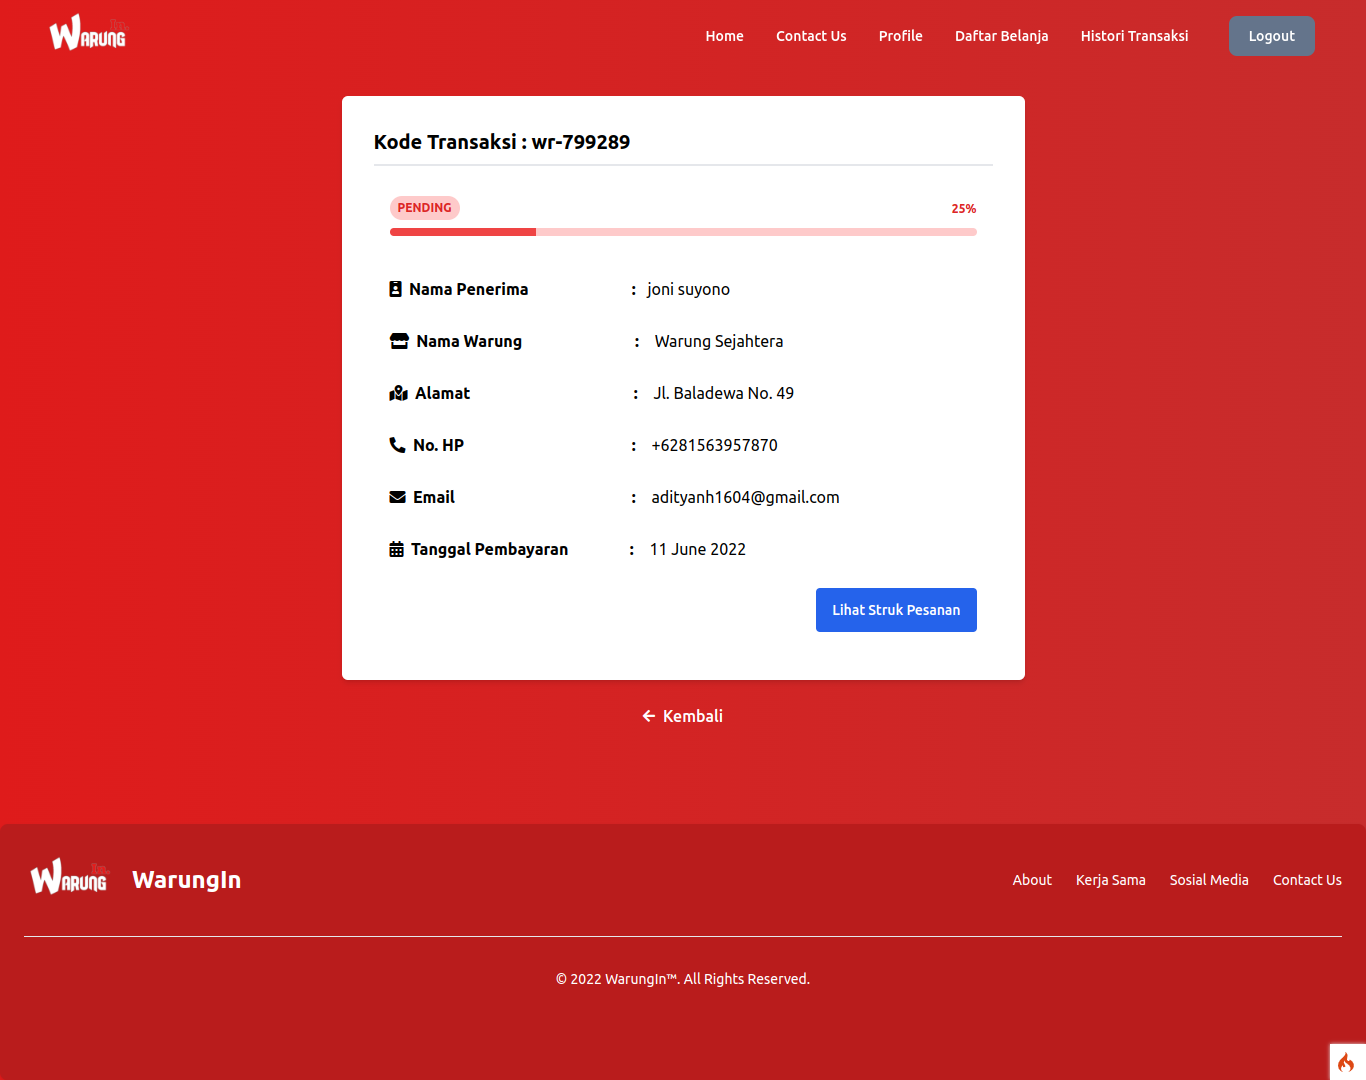 WARUNG
Home Contact Us Profile Daftar Belanja Histori Transaksi Logout
Kode Transaksi : wr-799289
PENDING 25%
Nama Penerima : joni suyono
Nama Warung : Warung Sejahtera
Alamat : Jl. Baladewa No. 49
No. HP : +6281563957870
Email : adityanh1604@gmail.com
Tanggal Pembayaran : 11 June 2022
Lihat Struk Pesanan
Kembali
WARUNG WarungIn About Kerja Sama Sosial Media Contact Us
© 2022 WarungIn™. All Rights Reserved.